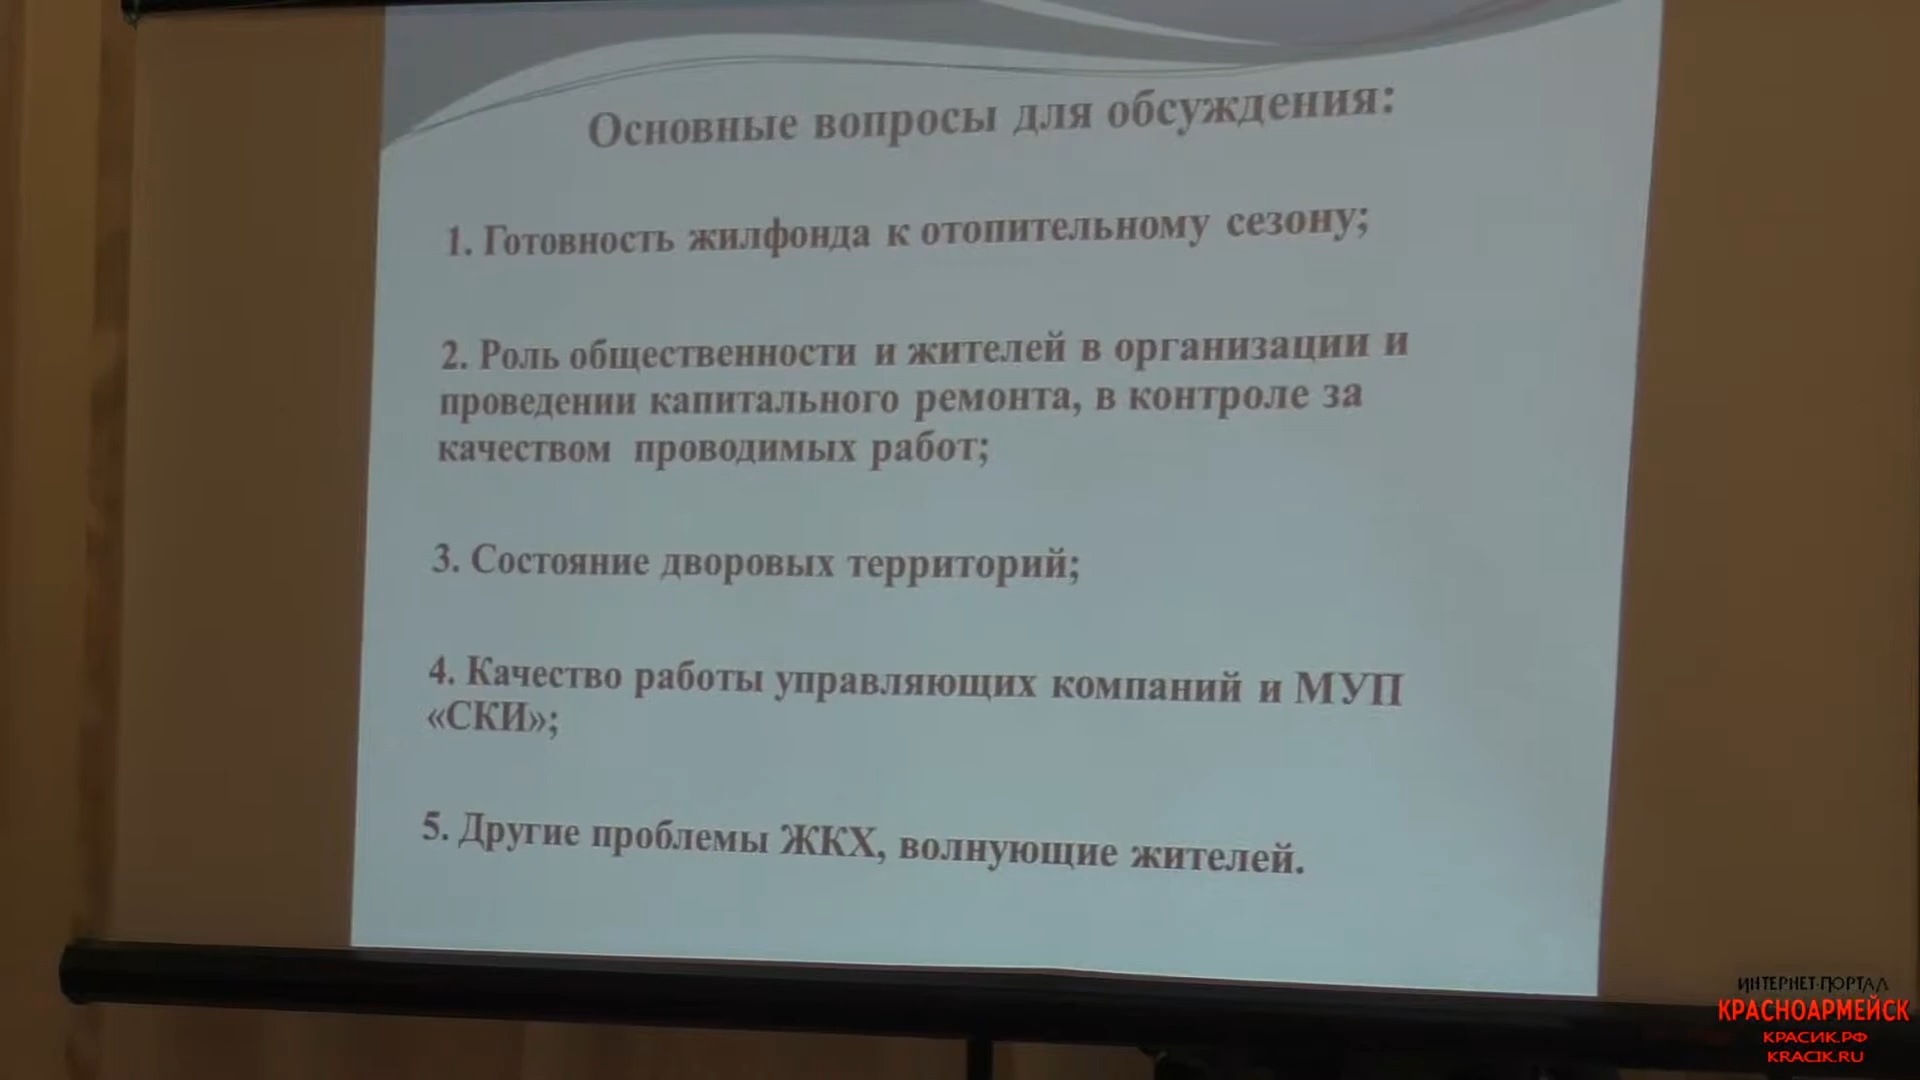 Основные вопросы для обсуждения:
1. Готовность жилфонда к отопительному сезону;
2. Роль общественности и жителей в организации и
проведении капитального ремонта, в контроле за
качеством проводимых работ;
3. Состояние дворовых территорий;
4. Качество работы управляющих компаний и МУП
«СКИ»;
5. Другие проблемы ЖКХ, волнующие жителей.
ИНТЕРНЕТ-ПОРТАЛ
КРАСНОАРМЕЙСК
КРАСИК.РФ
KRACIK.RU